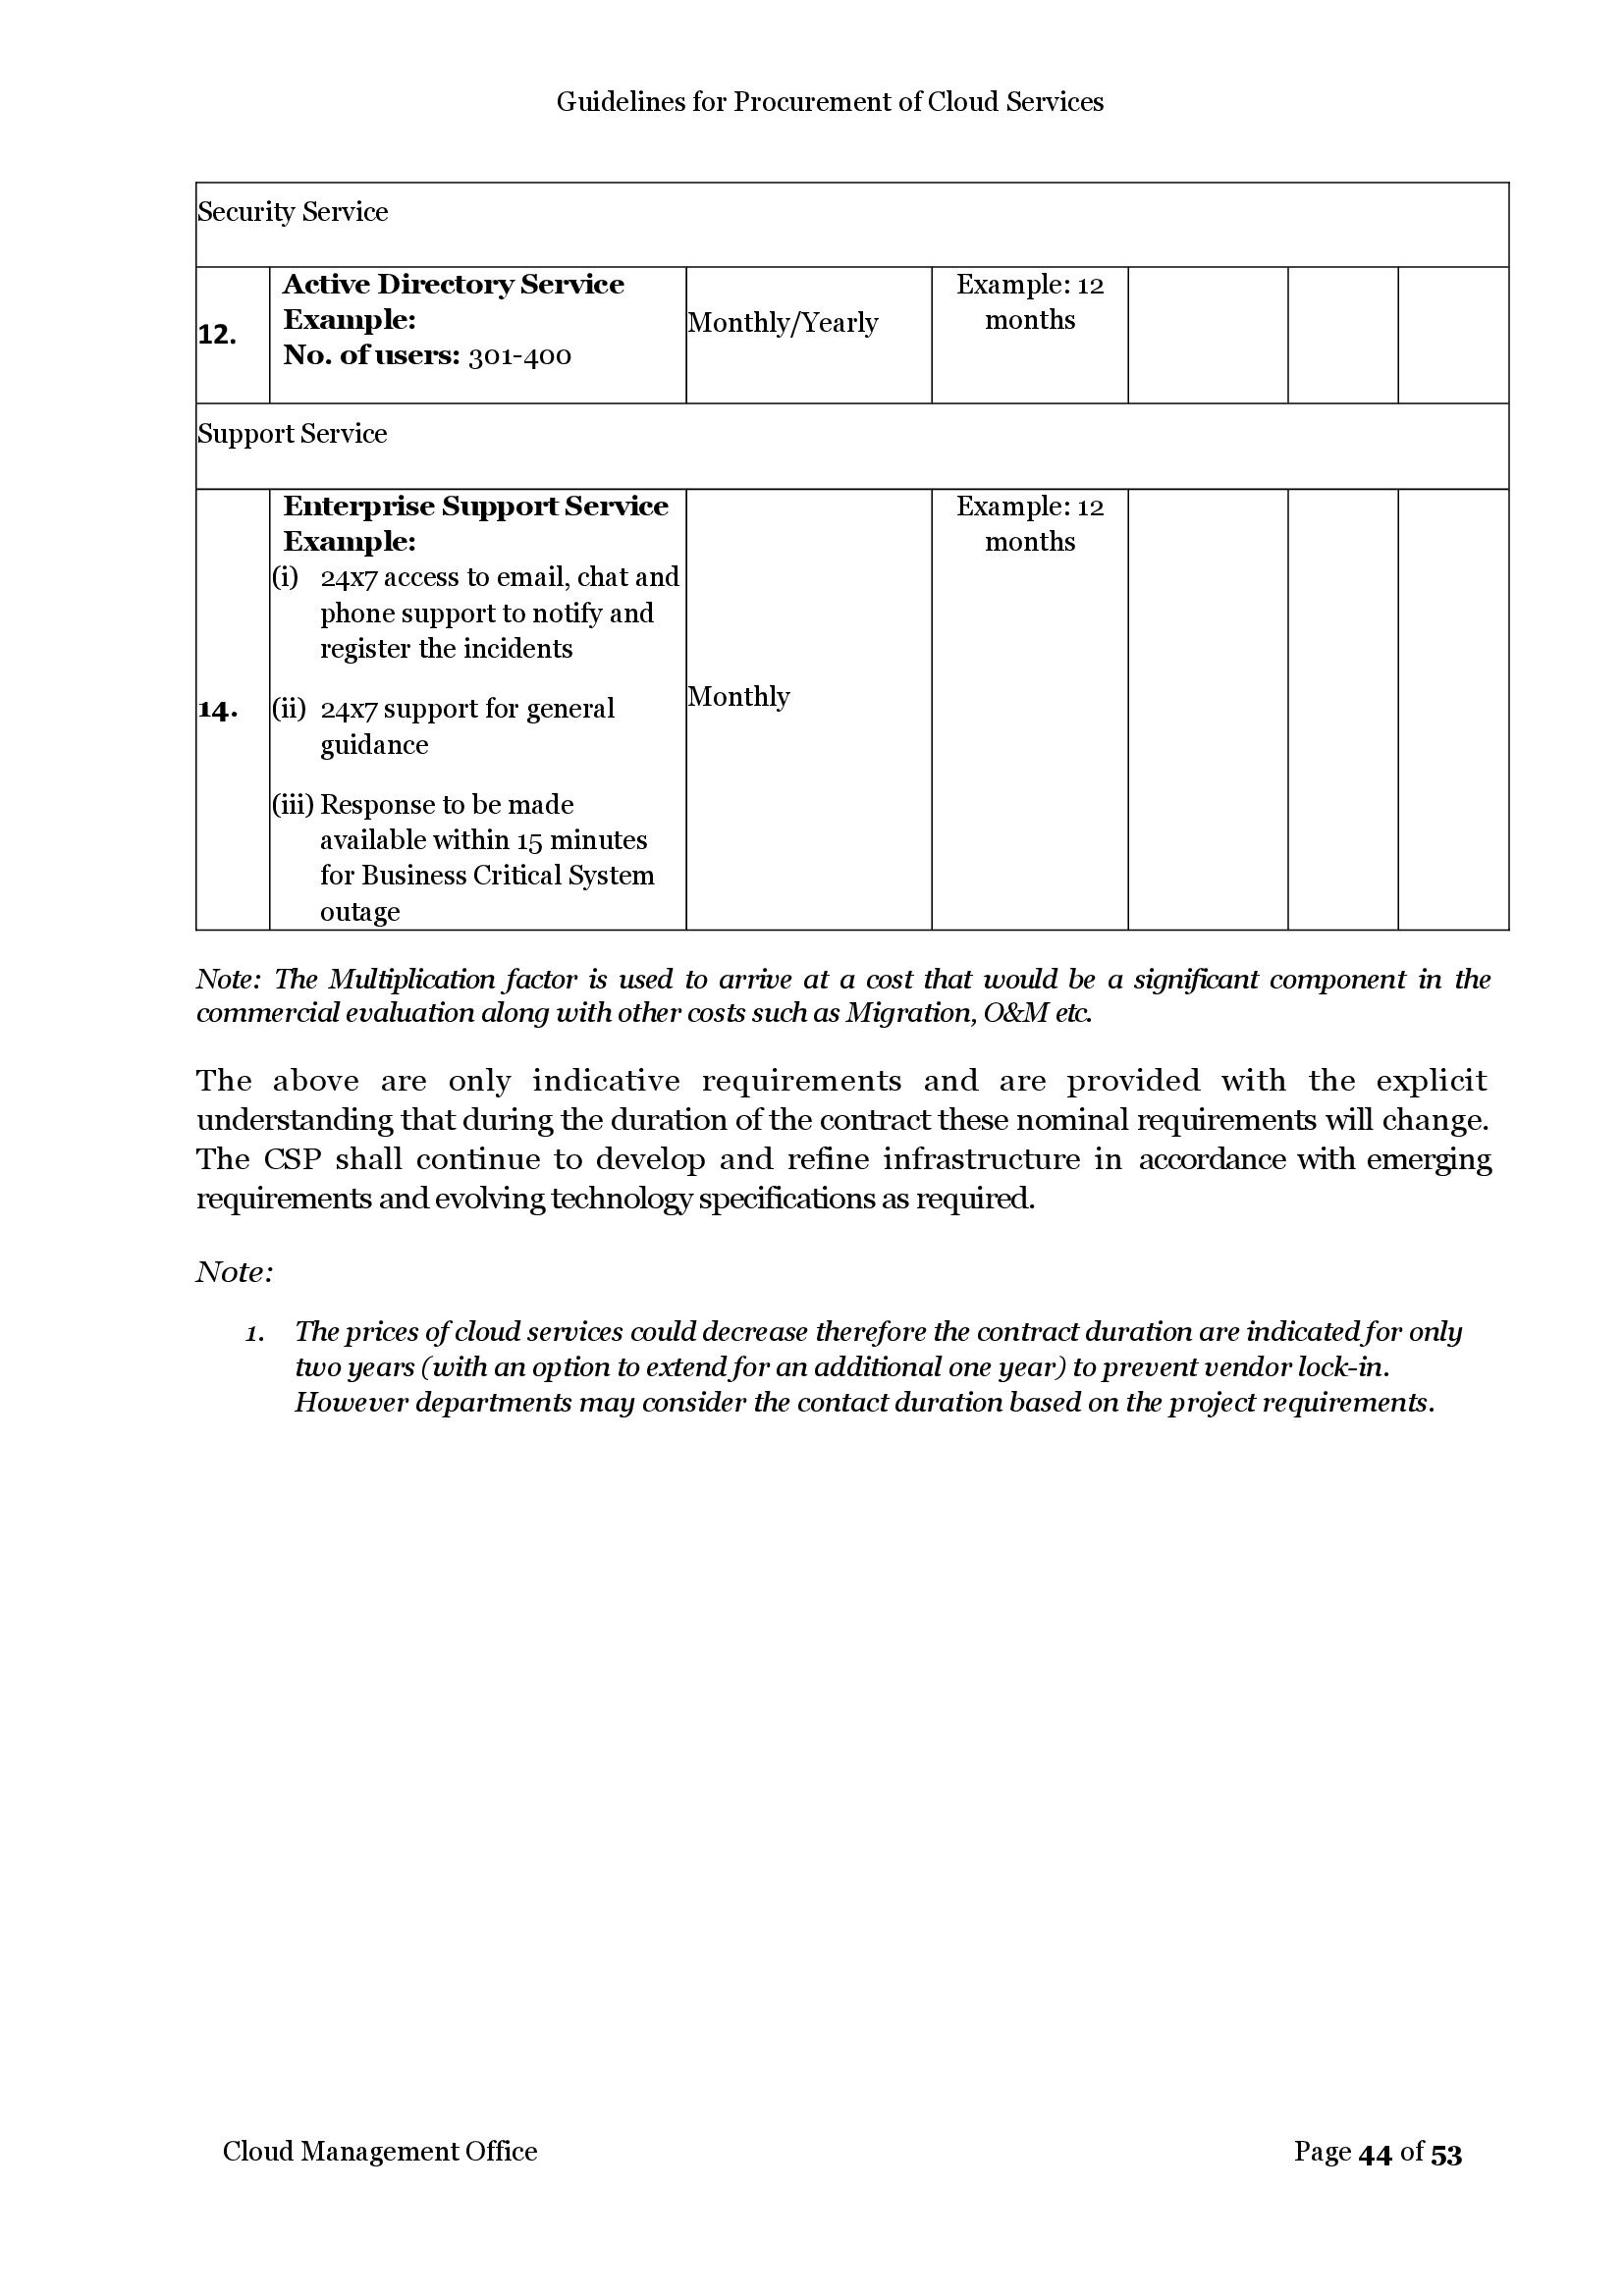 Guidelines for Procurement of Cloud Services
Security Service
12.
Active Directory Service
Example:
No. of users: 301-400
Monthly/Yearly
Example: 12
months
Support Service
14.
Enterprise Support Service
Example:
(i) 24x7 access to email, chat and
phone support to notify and
register the incidents
(ii) 24x7 support for general
guidance
(iii) Response to be made
available within 15 minutes
for Business Critical System
outage
Monthly
Example: 12
months
Note: The Multiplication factor is used to arrive at a cost that would be a significant component in the
commercial evaluation along with other costs such as Migration, O&M etc.
The above are only indicative requirements and are provided with the explicit
understanding that during the duration of the contract these nominal requirements will change.
The CSP shall continue to develop and refine infrastructure in accordance with emerging
requirements and evolving technology specifications as required.
Note:
1. The prices of cloud services could decrease therefore the contract duration are indicated for only
two years (with an option to extend for an additional one year) to prevent vendor lock-in.
However departments may consider the contact duration based on the project requirements.
Cloud Management Office
Page 44 of 53